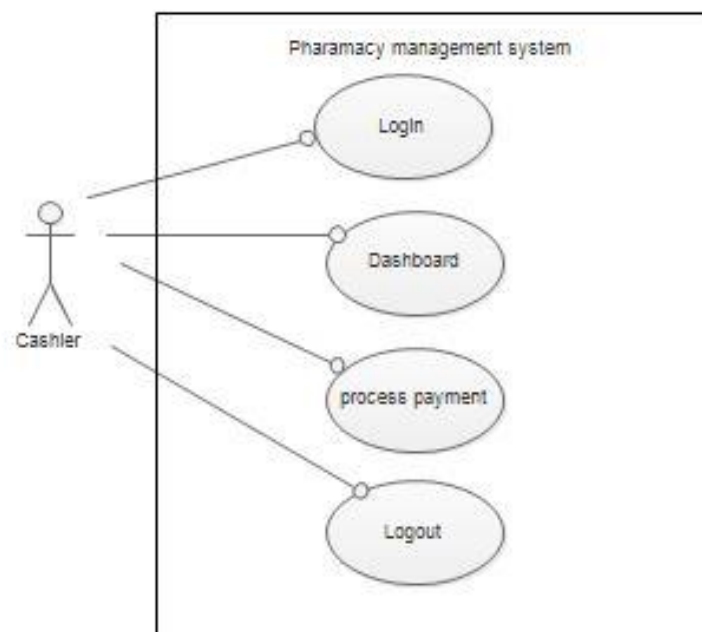 Pharamacy management system
Login
Dashboard
Cashier
process payment
Logout